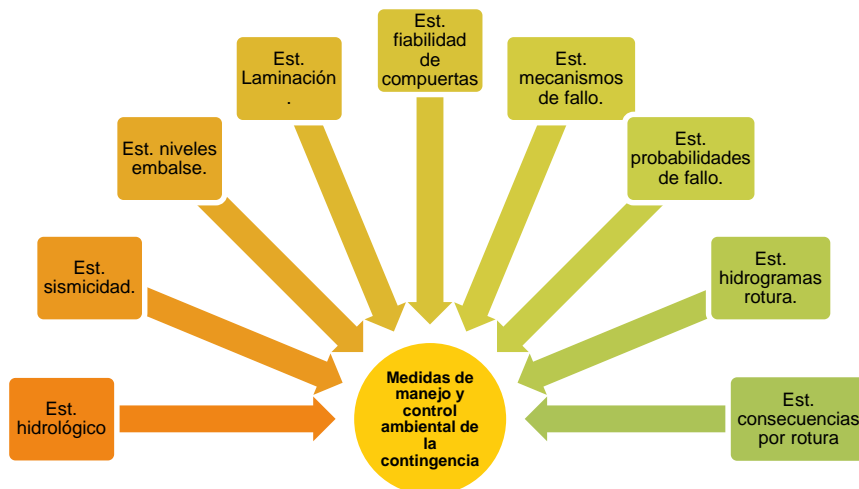 Est.
hidrológico
Est.
sismicidad.
Est. niveles
embalse.
Est.
Laminación
.
Est.
fiabilidad
de
compuertas
Est.
mecanismos
de fallo.
Est.
probabilidades
de fallo.
Est.
hidrogramas
rotura.
Est.
consecuencias
por rotura
Medidas de
manejo y
control
ambiental de
la
contingencia